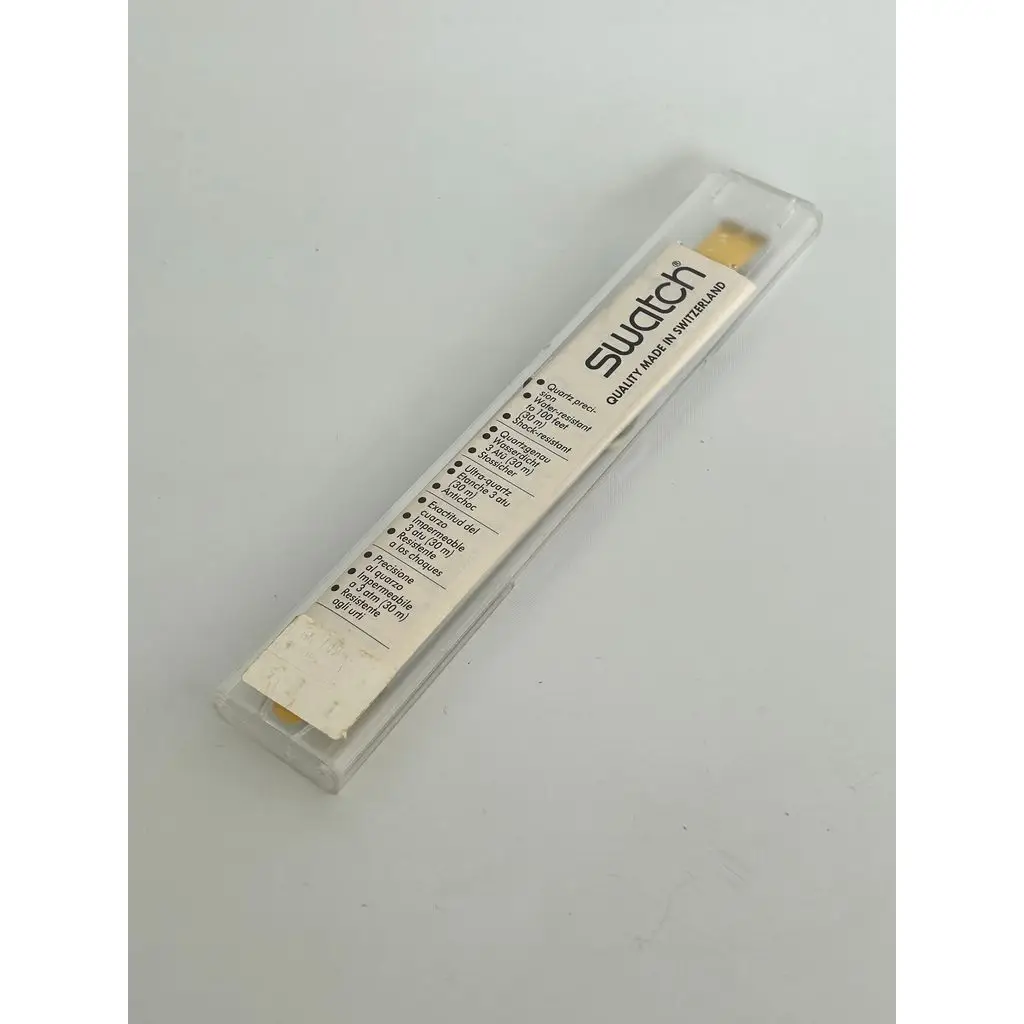 swatch®
QUALITY MADE IN SWITZERLAND
• Quartz preci-
sion
• Water-resistant
to 100 feet
(30 m)
• Shock-resistant
• Quartzgenau
• Wasserdicht
3 Atü (30 m)
• Stossicher
• Ultra-quartz
• Etanche 3 atu
(30 m)
• Antichoc
• Exactitud del
cuarzo
• Impermeable
3 atu (30 m)
• Resistente
a los choques
• Precisione
al quarzo
• Impermeabile
a 3 atm (30 m)
• Resistente
agli urti